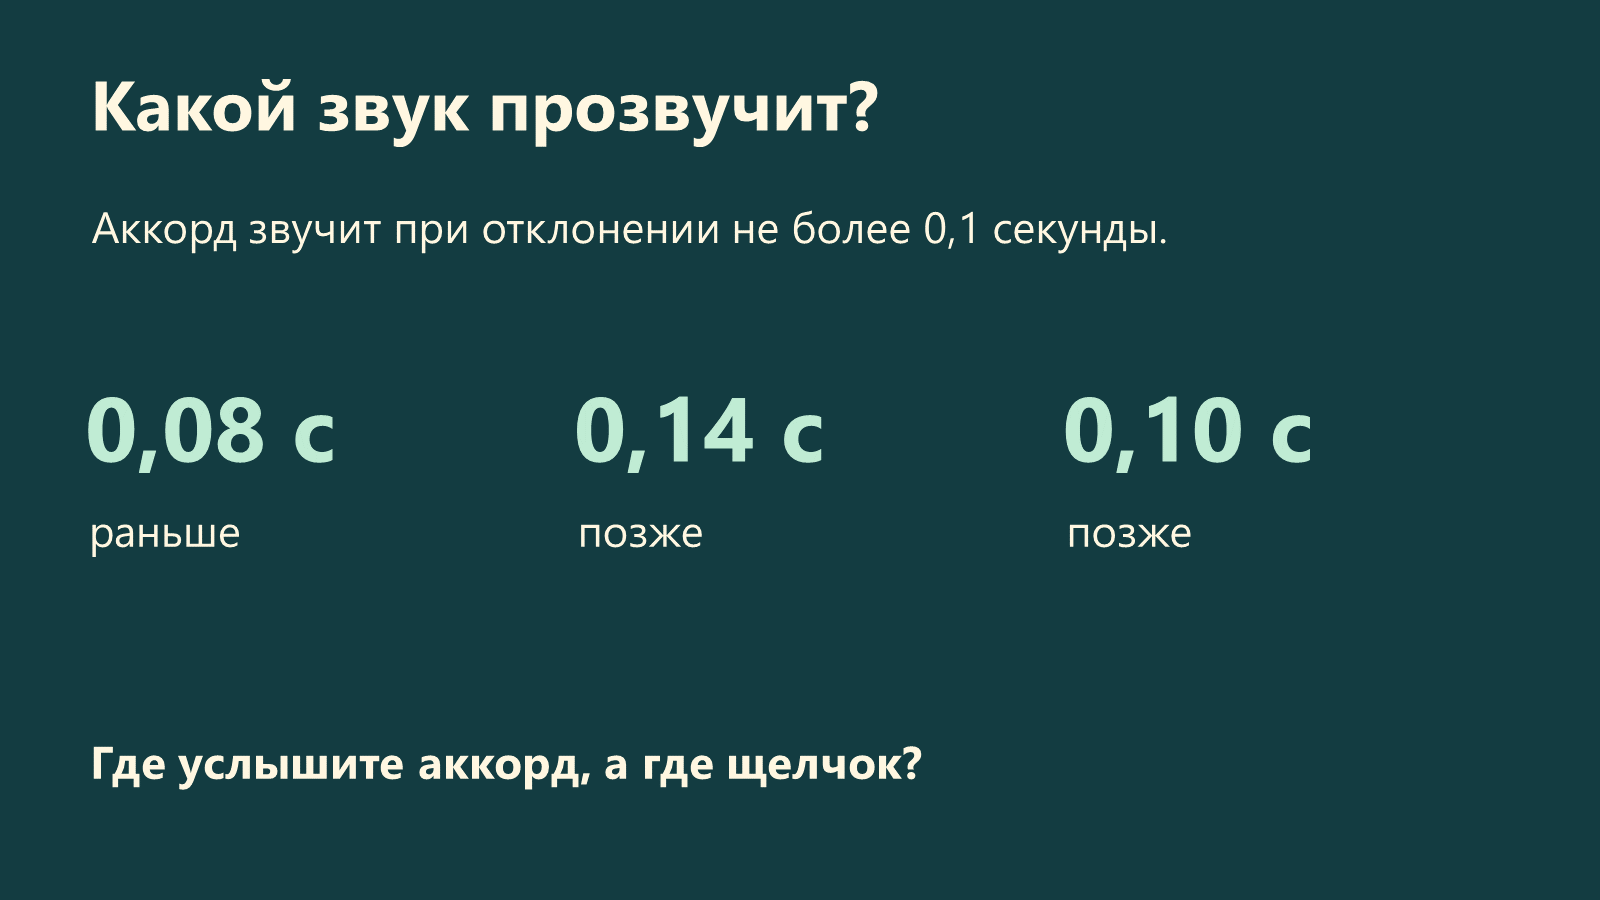 Какой звук прозвучит?
Аккорд звучит при отклонении не более 0,1 секунды.
0,08 с
0,14 с
0,10 с
раньше
позже
позже
Где услышите аккорд, а где щелчок?